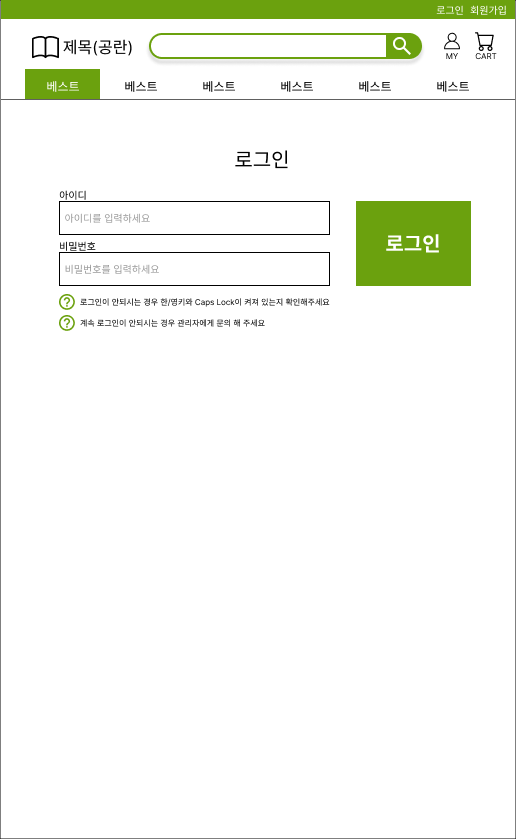 로그인 회원가입
제목(공란)
MY CART
베스트 베스트 베스트 베스트 베스트 베스트
로그인
아이디
아이디를 입력하세요
비밀번호
비밀번호를 입력하세요
로그인
? 로그인이 안되시는 경우 한/영키와 Caps Lock이 켜져 있는지 확인해주세요
? 계속 로그인이 안되시는 경우 관리자에게 문의 해 주세요